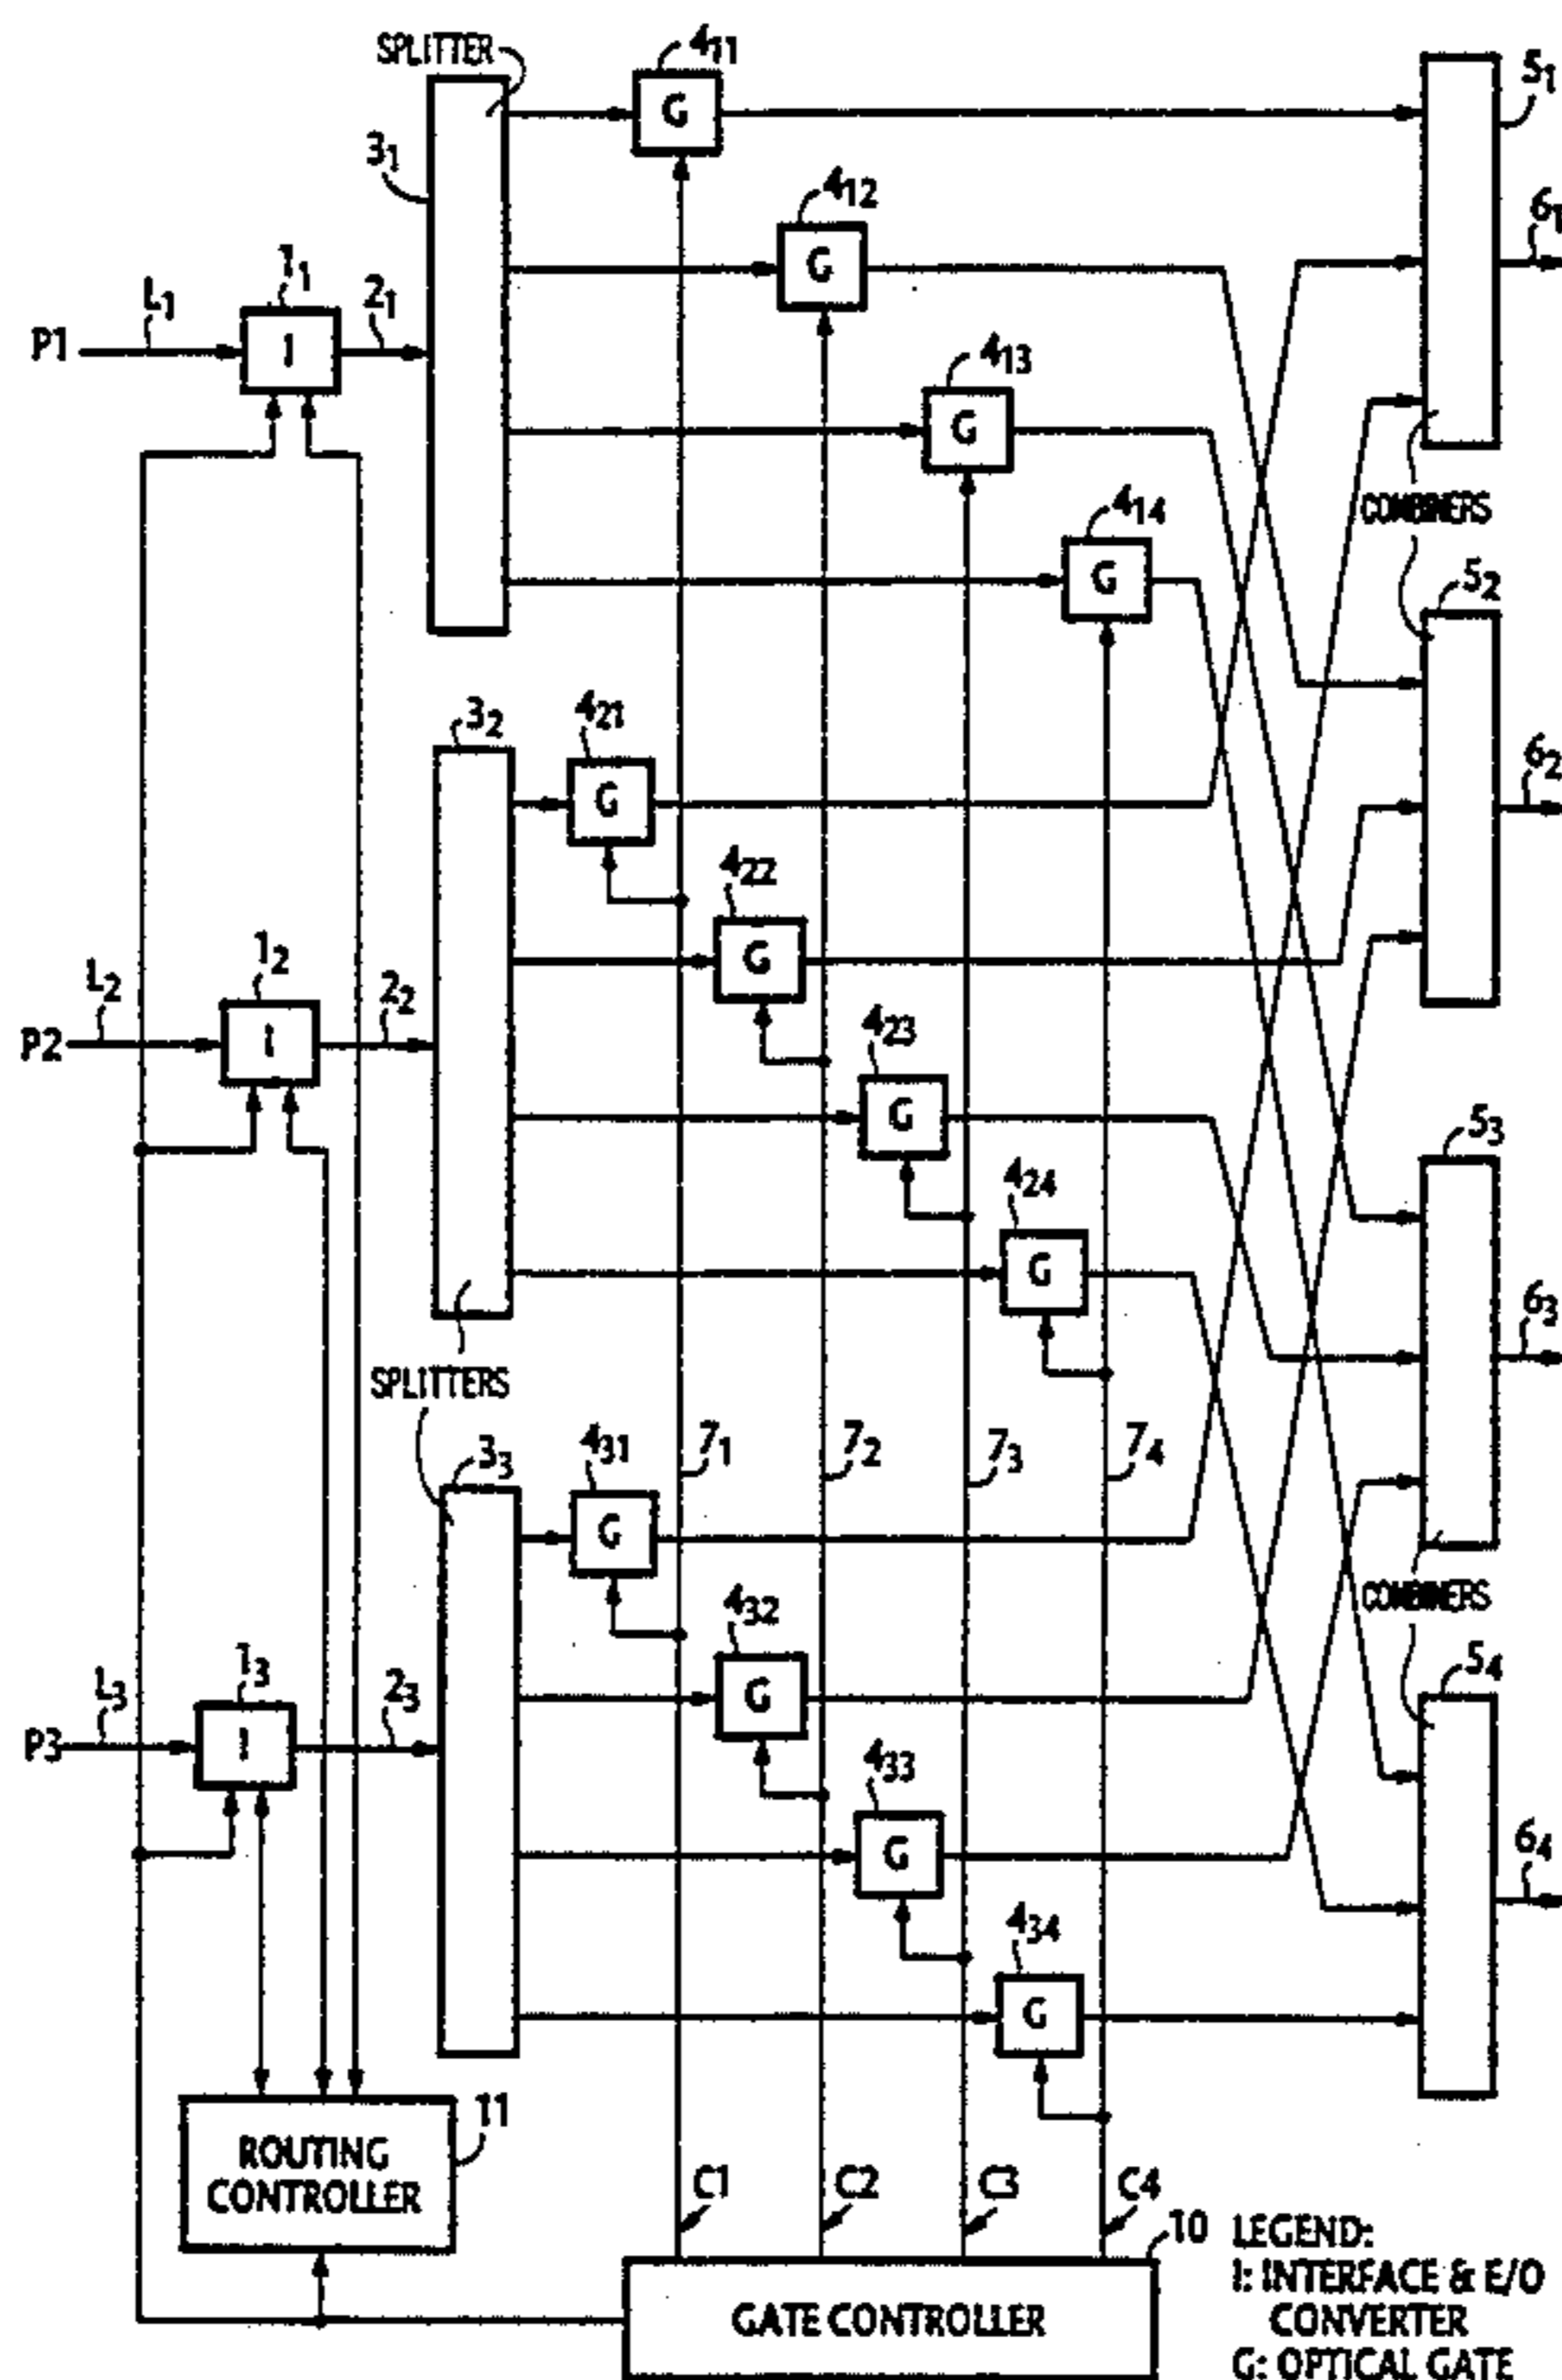 SPLITTER
4₁₁
G
5₁
3₁
4₁₂
G
6₁
1₁
L₁
2₁
P1
I
4₁₃
G
COMBINERS
4₁₄
G
5₂
3₂
4₂₁
G
6₂
4₂₂
G
1₂
L₂
2₂
P2
I
4₂₃
G
5₃
4₂₄
G
6₃
SPLITTERS
3₃
4₃₁
G
7₁
7₂
7₃
7₄
COMBINERS
4₃₂
G
5₄
1₃
L₃
2₃
P3
I
4₃₃
G
6₄
4₃₄
G
11
ROUTING
CONTROLLER
C1
C2
C3
C4
10
GATE CONTROLLER
LEGEND:
I: INTERFACE & E/O
CONVERTER
G: OPTICAL GATE